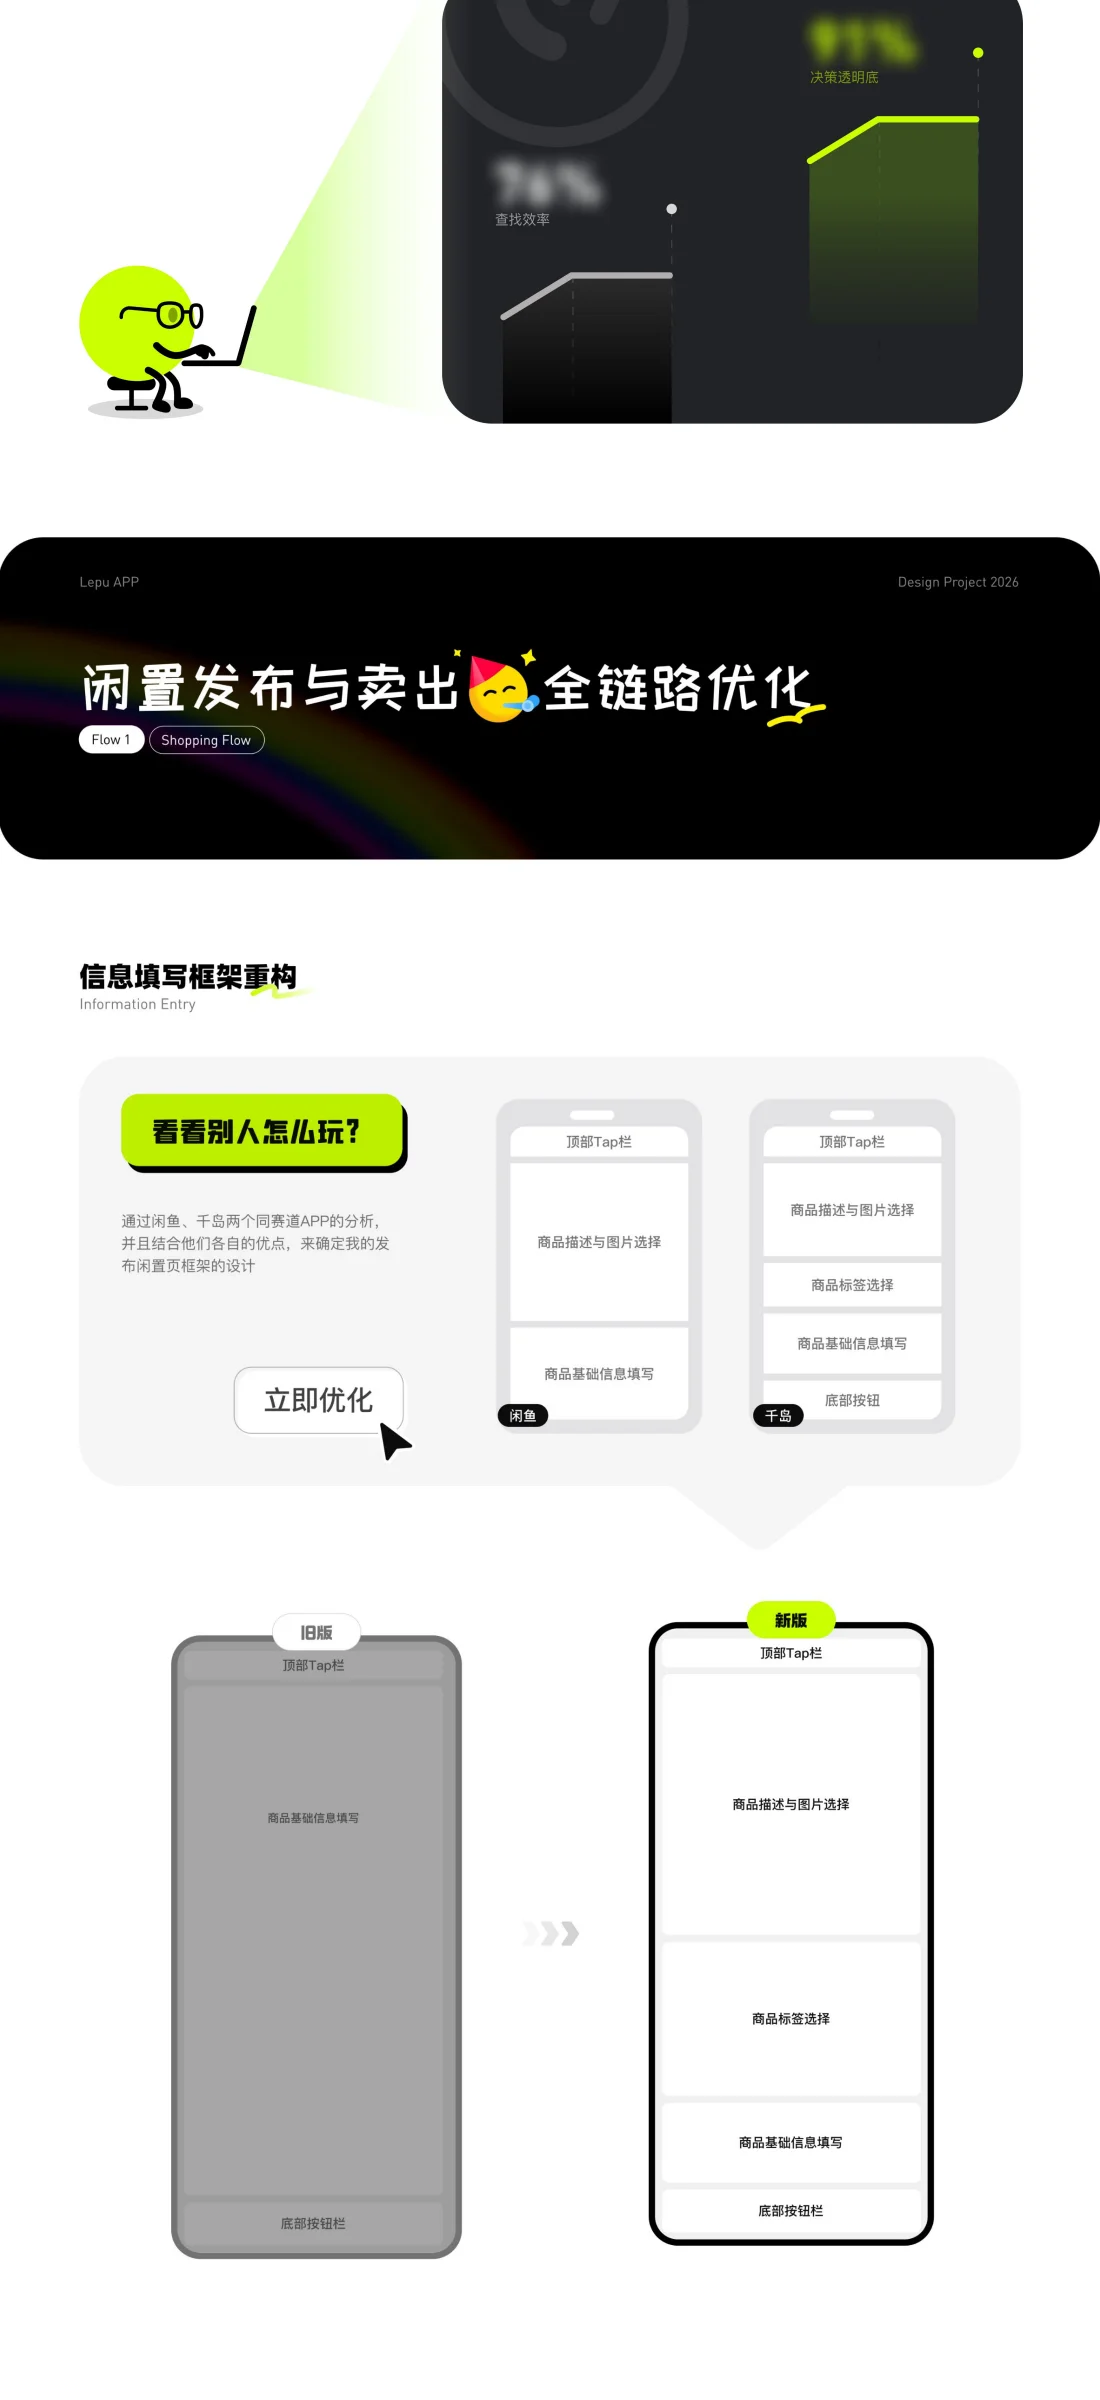 91%
决策透明底
76%
查找效率
Lepu APP
Design Project 2026
闲置发布与卖出全链路优化
Flow 1
Shopping Flow
信息填写框架重构
Information Entry
看看别人怎么玩？
通过闲鱼、千岛两个同赛道APP的分析，
并且结合他们各自的优点，来确定我的发
布闲置页框架的设计
立即优化
顶部Tap栏
商品描述与图片选择
商品基础信息填写
闲鱼
顶部Tap栏
商品描述与图片选择
商品标签选择
商品基础信息填写
底部按钮
千岛
旧版
顶部Tap栏
商品基础信息填写
底部按钮栏
新版
顶部Tap栏
商品描述与图片选择
商品标签选择
商品基础信息填写
底部按钮栏